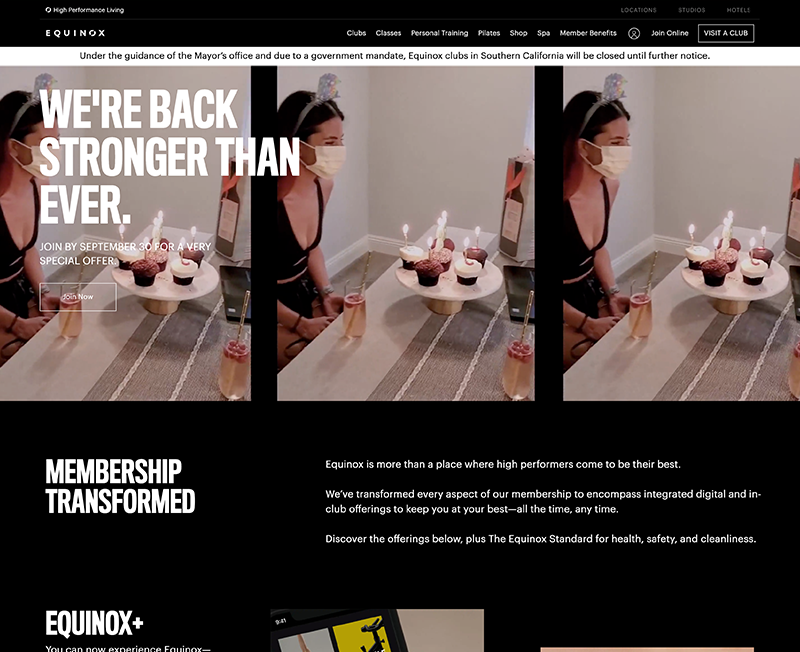 High Performance Living
LOCATIONS STUDIOS HOTELS
EQUINOX
Clubs Classes Personal Training Pilates Shop Spa Member Benefits Join Online VISIT A CLUB
Under the guidance of the Mayor's office and due to a government mandate, Equinox clubs in Southern California will be closed until further notice.
WE'RE BACK
STRONGER THAN
EVER.
JOIN BY SEPTEMBER 30 FOR A VERY
SPECIAL OFFER.
Join Now
MEMBERSHIP
TRANSFORMED
Equinox is more than a place where high performers come to be their best.
We've transformed every aspect of our membership to encompass integrated digital and in-
club offerings to keep you at your best—all the time, any time.
Discover the offerings below, plus The Equinox Standard for health, safety, and cleanliness.
EQUINOX+
You can now experience Equinox—
9:41